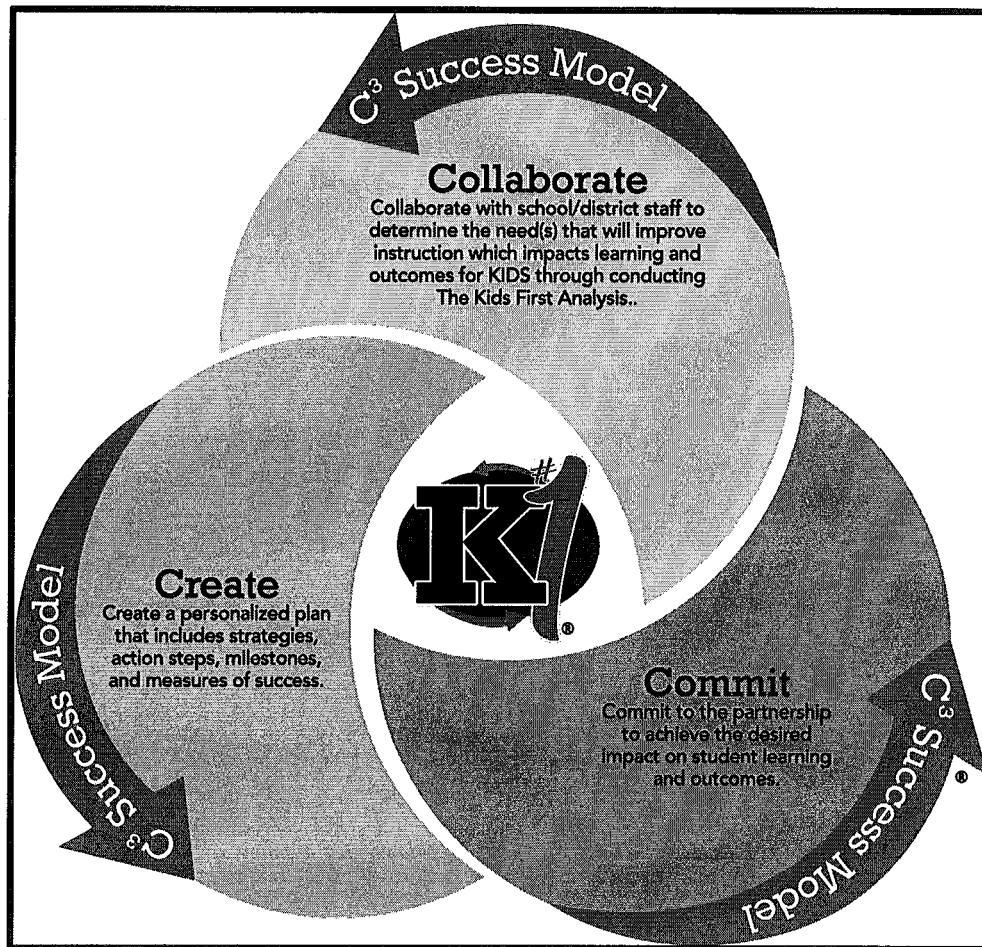 C³ Success Model
Collaborate
Collaborate with school/district staff to
determine the need(s) that will improve
instruction which impacts learning and
outcomes for KIDS through conducting
The Kids First Analysis..
C³ Success Model
Create
Create a personalized plan
that includes strategies,
action steps, milestones,
and measures of success.
K#1®
Commit
Commit to the partnership
to achieve the desired
impact on student learning
and outcomes.
C³ Success Model®